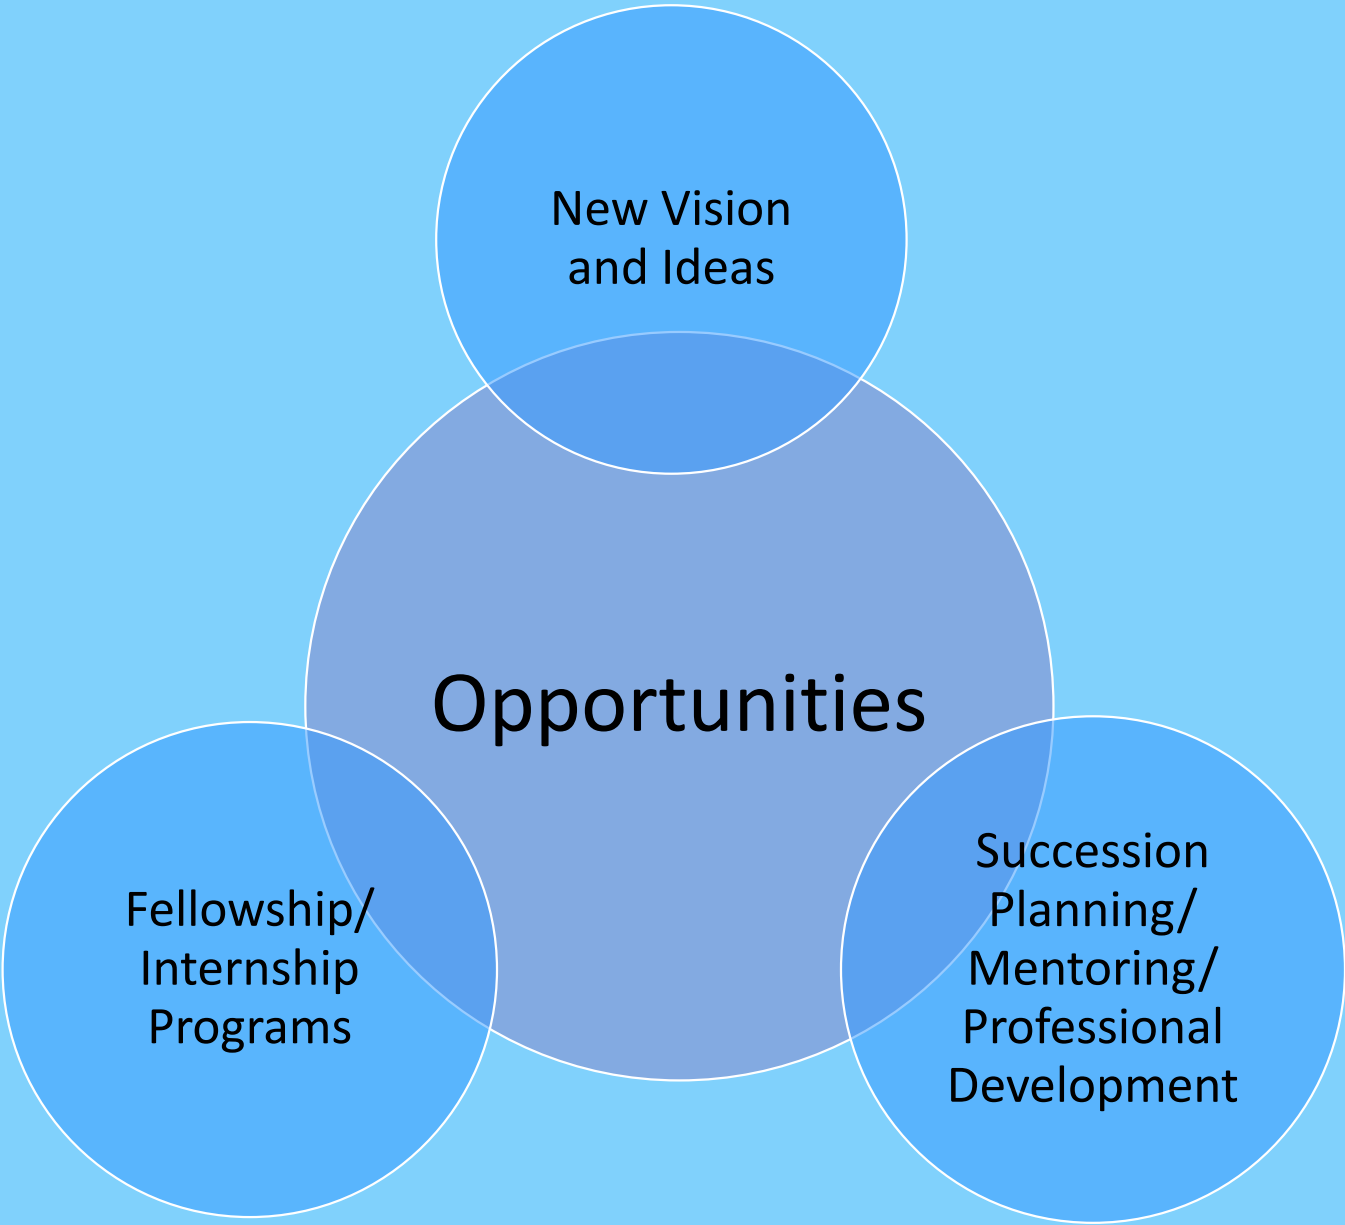 New Vision
and Ideas
Opportunities
Fellowship/
Internship
Programs
Succession
Planning/
Mentoring/
Professional
Development